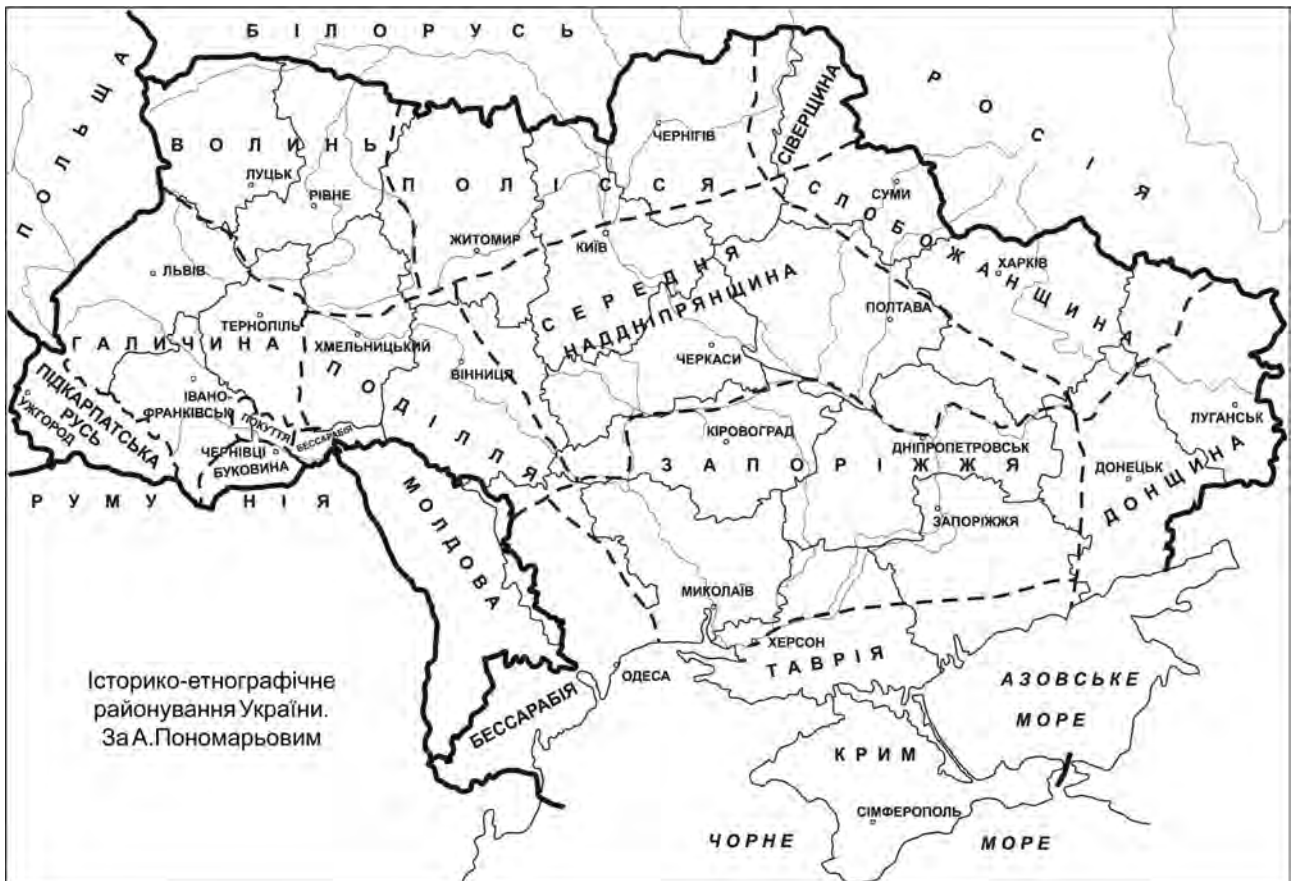 БІЛОРУСЬ
ПОЛЬЩА
РОСІЯ
СІВЕРЩИНА
ЧЕРНІГІВ
ВОЛИНЬ
ПОЛІССЯ
ЛУЦЬК
РІВНЕ
СУМИ
СЛОБОЖАНЩИНА
ЖИТОМИР
КИЇВ
ХАРКІВ
ЛЬВІВ
СЕРЕДНЯ
НАДДНІПРЯНЩИНА
ПОЛТАВА
ТЕРНОПІЛЬ
ХМЕЛЬНИЦЬКИЙ
ГАЛИЧИНА
ПОДІЛЛЯ
ВІННИЦЯ
ЧЕРКАСИ
ПІДКАРПАТСЬКА
РУСЬ
УЖГОРОД
ІВАНО-
ФРАНКІВСЬК
ПОКУТТЯ
БЕССАРАБІЯ
ЧЕРНІВЦІ
БУКОВИНА
КІРОВОГРАД
ДНІПРОПЕТРОВСЬК
ЛУГАНСЬК
ЗАПОРІЖЖЯ
ДОНЕЦЬК
ДОНЩИНА
РУМУНІЯ
МОЛДОВА
ЗАПОРІЖЖЯ
МИКОЛАЇВ
ХЕРСОН
ТАВРІЯ
ОДЕСА
БЕССАРАБІЯ
АЗОВСЬКЕ
МОРЕ
Історико-етнографічне
районування України.
За А.Пономарьовим
КРИМ
СІМФЕРОПОЛЬ
ЧОРНЕ
МОРЕ